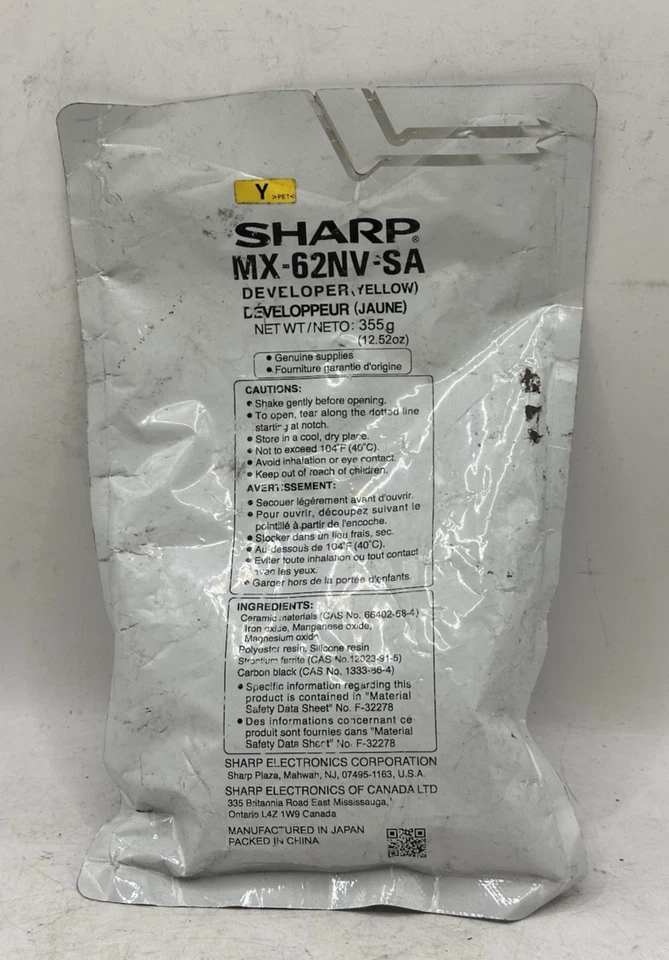 Y >PET<
SHARP®
MX-62NV-SA
DEVELOPER (YELLOW)
DÉVELOPPEUR (JAUNE)
NET WT/NETO: 355g
(12.52oz)
• Genuine supplies
• Fourniture garantie d'origine
CAUTIONS:
• Shake gently before opening.
• To open, tear along the dotted line
starting at notch.
• Store in a cool, dry place.
• Not to exceed 104°F (40°C).
• Avoid inhalation or eye contact.
• Keep out of reach of children.
AVERTISSEMENT:
• Secouer légérement avant d'ouvrir.
• Pour ouvrir, découpez suivant le
pointillé à partir de l'encoche.
• Stocker dans un lieu frais, sec.
• Au-dessous de 104°F (40°C).
• Eviter toute inhalation ou tout contact
avec les yeux.
• Garger hors de la portée d'enfants
INGREDIENTS:
Ceramic materials (CAS No. 66402-68-4)
Iron oxide, Manganese oxide,
Magnesium oxide
Polyester resin, Silicone resin
Strontium ferrite (CAS No.12023-91-5)
Carbon black (CAS No. 1333-86-4)
• Specific information regarding this
product is contained in "Material
Safety Data Sheet" No. F-32278
• Des informations concernant ce
produit sont fournies dans "Material
Safety Data Sheet" No. F-32278
SHARP ELECTRONICS CORPORATION
Sharp Plaza, Mahwah, NJ, 07495-1163, U.S.A.
SHARP ELECTRONICS OF CANADA LTD
335 Britannia Road East Mississauga,
Ontario L4Z 1W9 Canada
MANUFACTURED IN JAPAN
PACKED IN CHINA